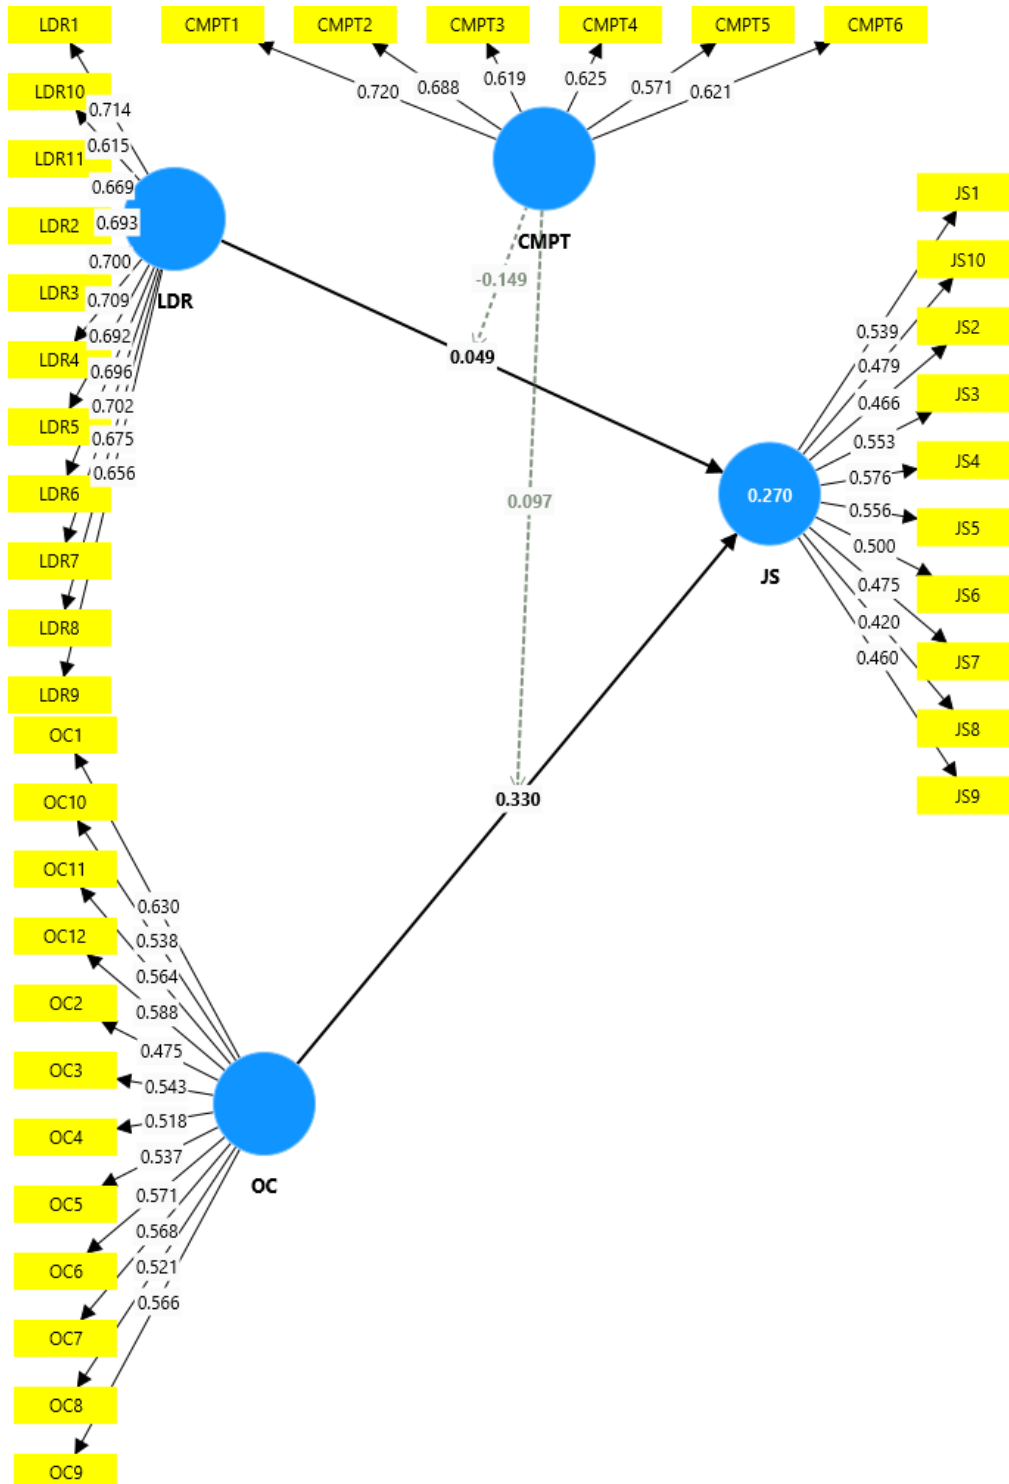 LDR1
CMPT1
CMPT2
CMPT3
CMPT4
CMPT5
CMPT6
0.720
0.688
0.619
0.625
0.571
0.621
CMPT
LDR10
LDR11
LDR2
LDR3
LDR4
LDR5
LDR6
LDR7
LDR8
LDR9
0.714
0.615
0.669
0.693
0.700
0.709
0.692
0.696
0.702
0.675
0.656
LDR
-0.149
0.049
0.097
0.330
JS1
JS10
JS2
JS3
JS4
JS5
JS6
JS7
JS8
JS9
0.539
0.479
0.466
0.553
0.576
0.556
0.500
0.475
0.420
0.460
0.270
JS
OC1
OC10
OC11
OC12
OC2
OC3
OC4
OC5
OC6
OC7
OC8
OC9
0.630
0.538
0.564
0.588
0.475
0.543
0.518
0.537
0.571
0.568
0.521
0.566
OC